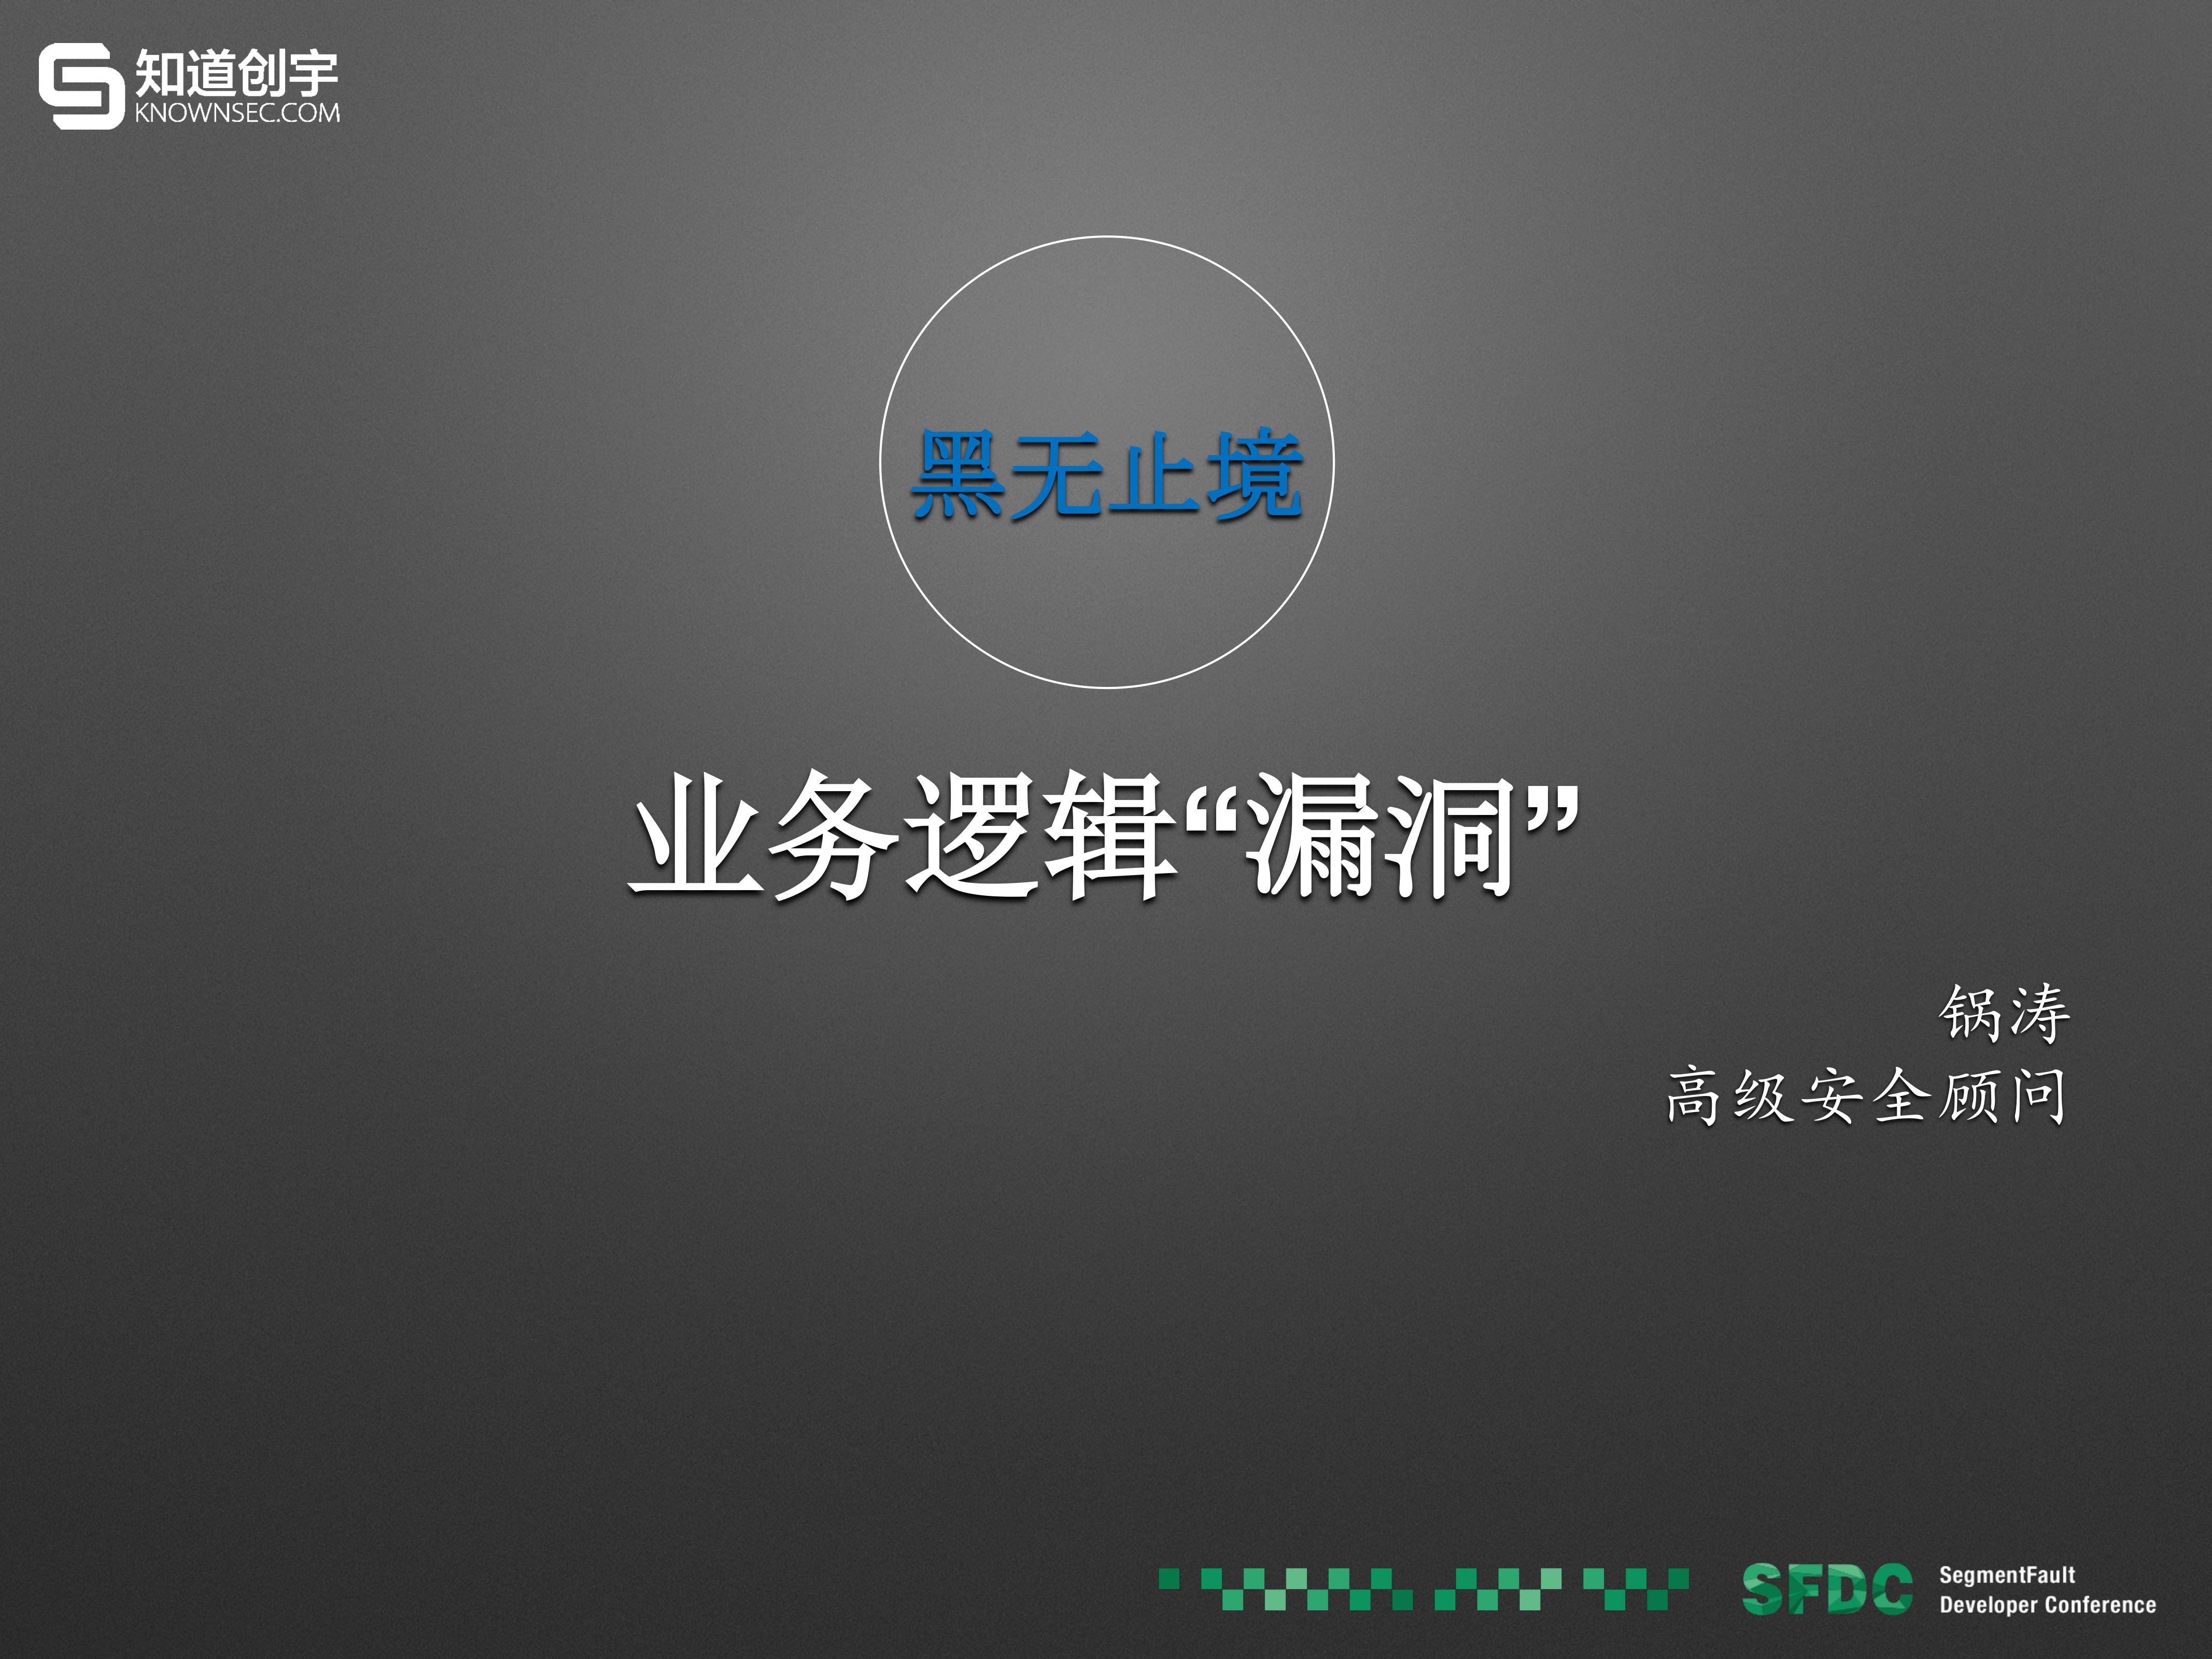 知道创宇
KNOWNSEC.COM
黑无止境
业务逻辑“漏洞”
锅涛
高级安全顾问
SFDC
SegmentFault
Developer Conference